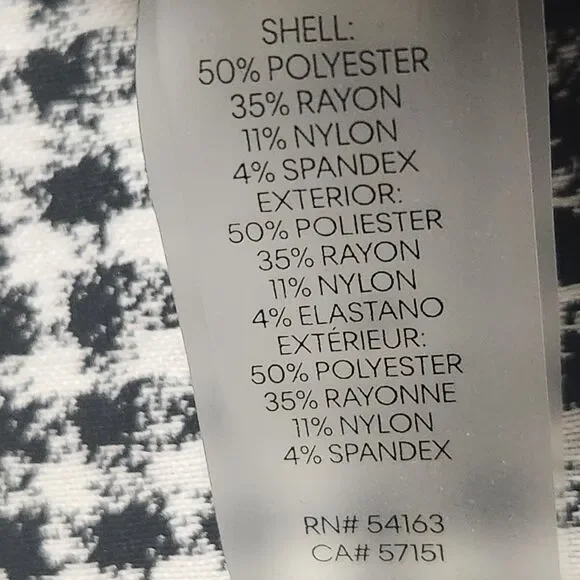 SHELL:
50% POLYESTER
35% RAYON
11% NYLON
4% SPANDEX
EXTERIOR:
50% POLIESTER
35% RAYON
11% NYLON
4% ELASTANO
EXTÉRIEUR:
50% POLYESTER
35% RAYONNE
11% NYLON
4% SPANDEX
RN# 54163
CA# 57151